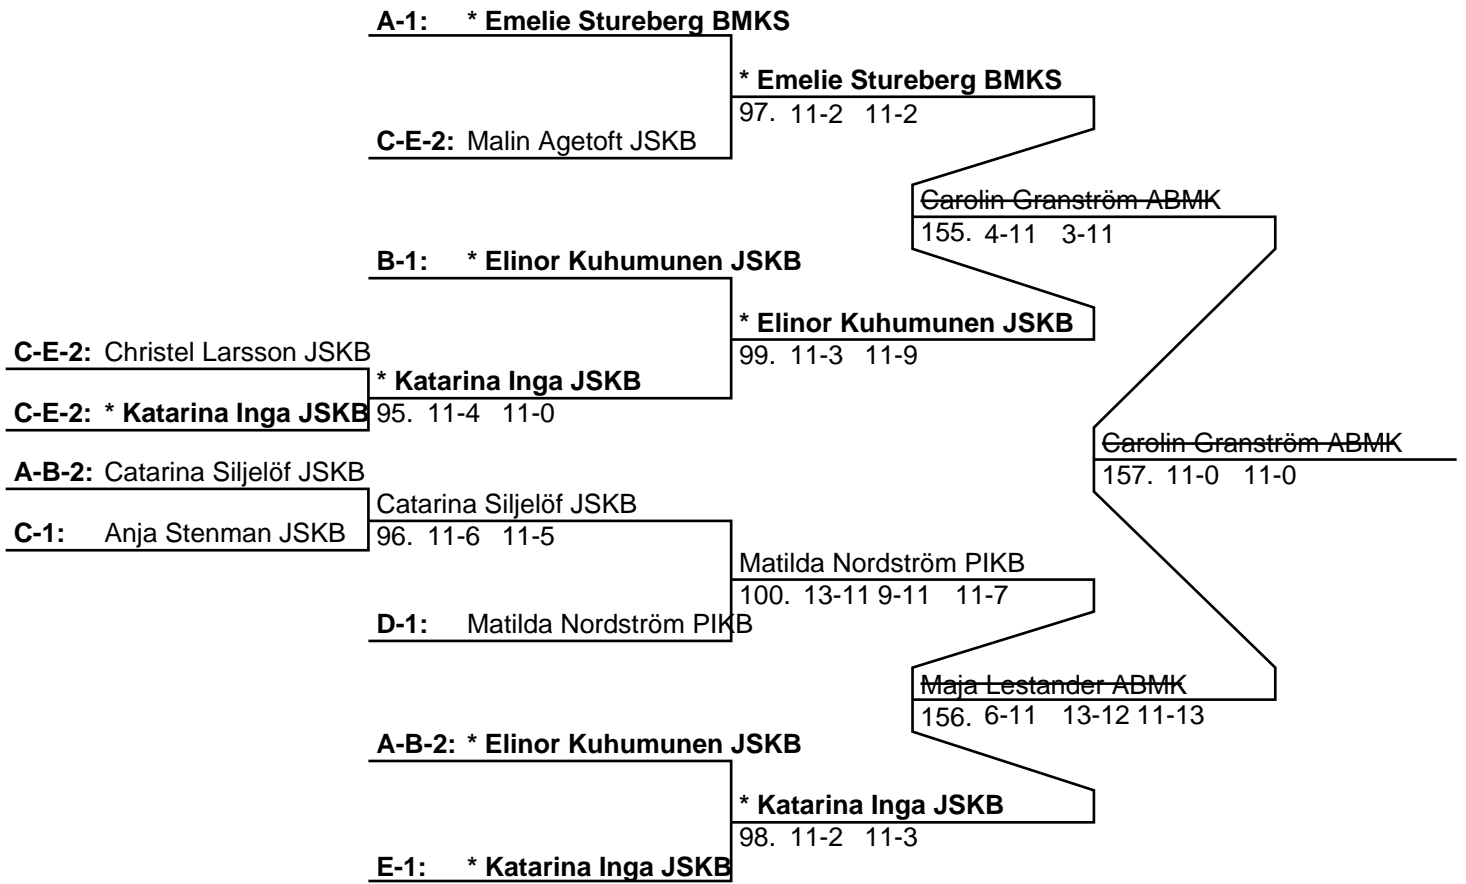 A-1: * Emelie Stureberg BMKS
* Emelie Stureberg BMKS
97. 11-2 11-2
C-E-2: Malin Agetoft JSKB
Carolin Granström ABMK
155. 4-11 3-11
B-1: * Elinor Kuhumunen JSKB
* Elinor Kuhumunen JSKB
99. 11-3 11-9
C-E-2: Christel Larsson JSKB
* Katarina Inga JSKB
C-E-2: * Katarina Inga JSKB
95. 11-4 11-0
Carolin Granström ABMK
157. 11-0 11-0
A-B-2: Catarina Siljelöf JSKB
Catarina Siljelöf JSKB
C-1: Anja Stenman JSKB
96. 11-6 11-5
Matilda Nordström PIKB
100. 13-11 9-11 11-7
D-1: Matilda Nordström PIKB
Maja Lestander ABMK
156. 6-11 13-12 11-13
A-B-2: * Elinor Kuhumunen JSKB
* Katarina Inga JSKB
98. 11-2 11-3
E-1: * Katarina Inga JSKB